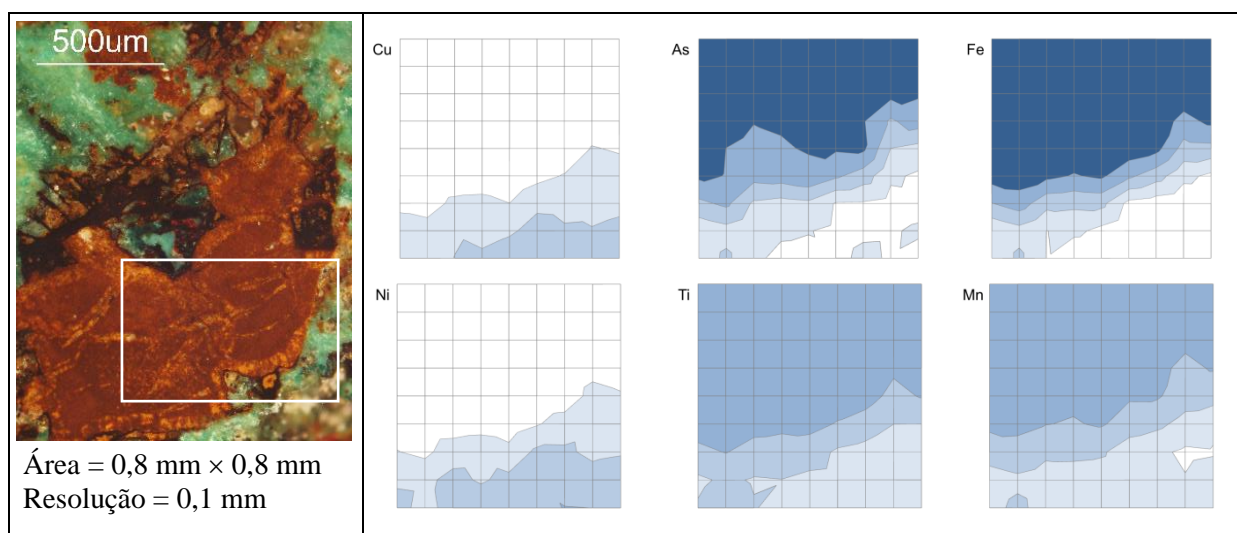 500um
Cu
As
Fe
Ni
Ti
Mn
Área = 0,8 mm × 0,8 mm
Resolução = 0,1 mm